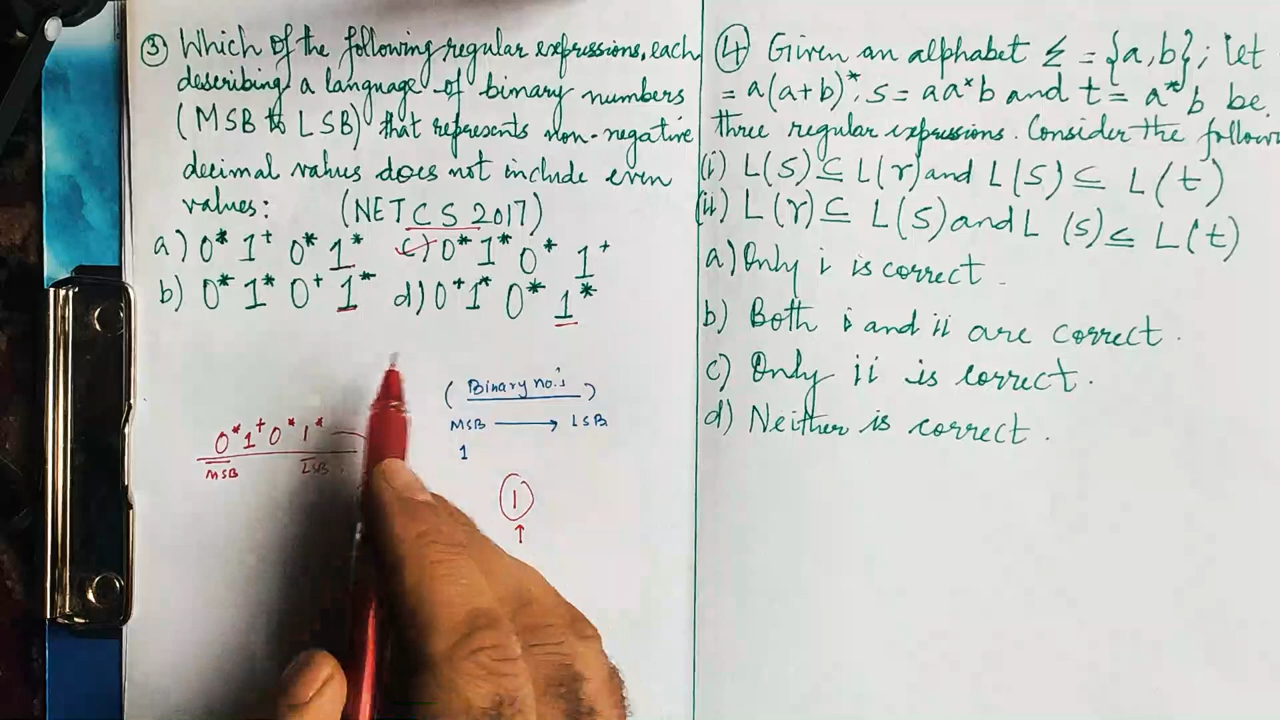 ③ Which of the following regular expressions, each
describing a language of binary numbers
(MSB to LSB) that represents non-negative
decimal values does not include even
values: (NET CS 2017)
a) 0* 1+ 0* 1* c) 0* 1* 0* 1+
b) 0* 1* 0+ 1* d) 0+ 1* 0* 1*
(Binary no.'s)
MSB → LSB
1
0* 1+ 0* 1*
MSB LSB
1
↑
④ Given an alphabet Σ = {a, b}; let
= a(a+b)*, s = aa*b and t = a*b be
three regular expressions. Consider the
(i) L(s) ⊆ L(r) and L(s) ⊆ L(t)
(ii) L(r) ⊆ L(s) and L (s) ⊆ L(t)
a) Only i is correct.
b) Both i and ii are correct.
c) Only ii is correct.
d) Neither is correct.